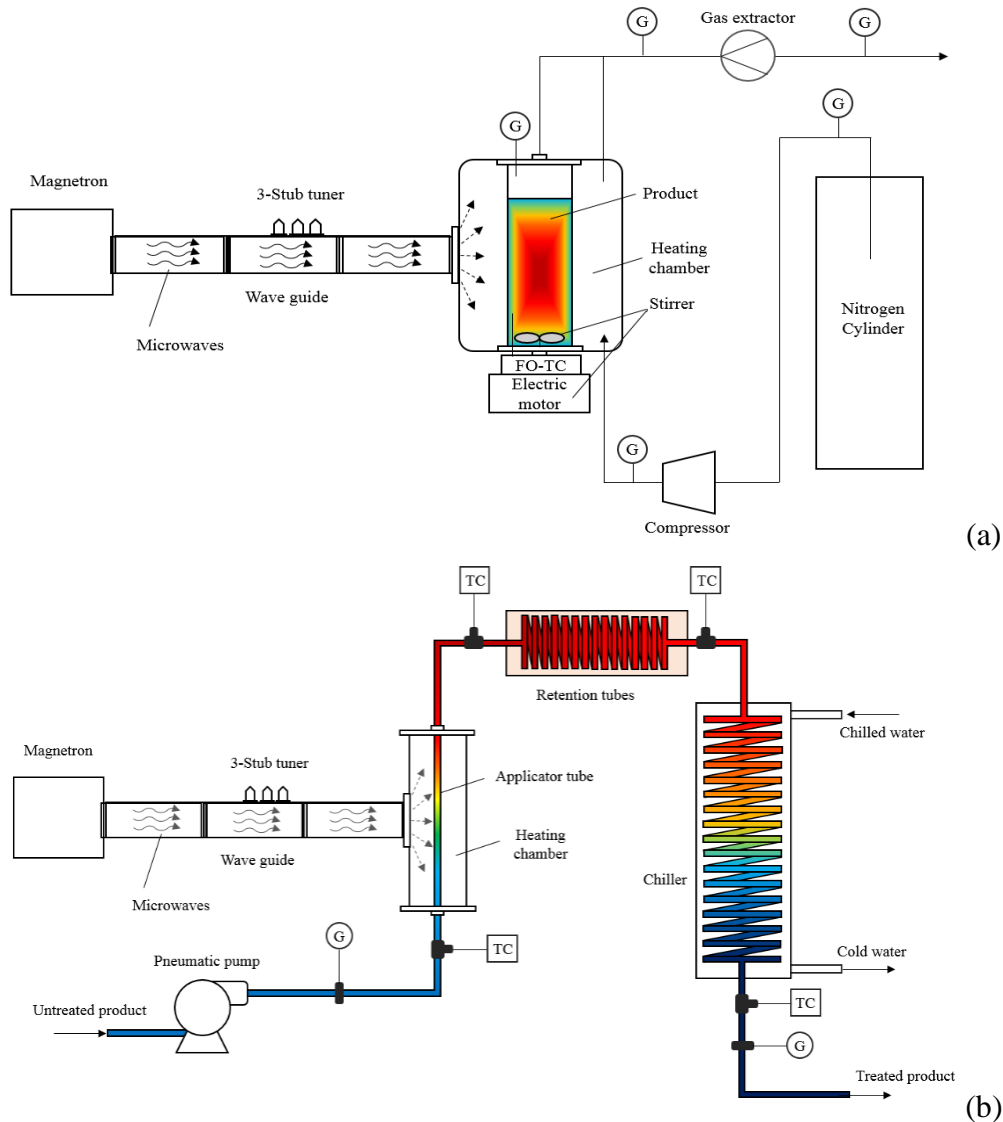 Gas extractor
G
G
G
G
Magnetron
3-Stub tuner
Product
Heating
chamber
Wave guide
Stirrer
Nitrogen
Cylinder
Microwaves
FO-TC
Electric
motor
G
Compressor
(a)
TC
TC
Retention tubes
Chilled water
Magnetron
3-Stub tuner
Applicator tube
Heating
chamber
Wave guide
Chiller
Microwaves
G
TC
Cold water
Pneumatic pump
TC
Untreated product
G
Treated product
(b)